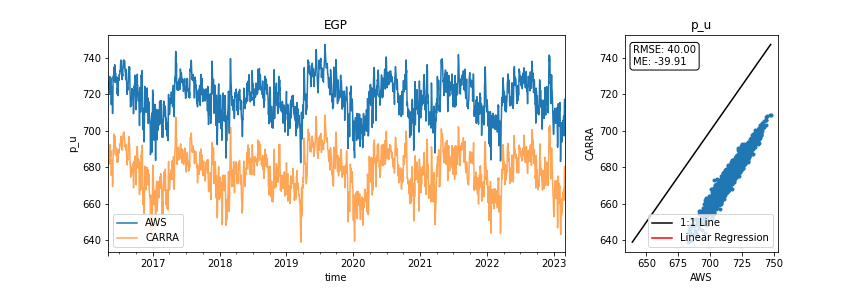 EGP
p_u
740
720
700
680
660
640
p_u
AWS
CARRA
2017
2018
2019
2020
2021
2022
2023
time
p_u
RMSE: 40.00
ME: -39.91
740
720
700
680
660
640
CARRA
1:1 Line
Linear Regression
650
675
700
725
750
AWS